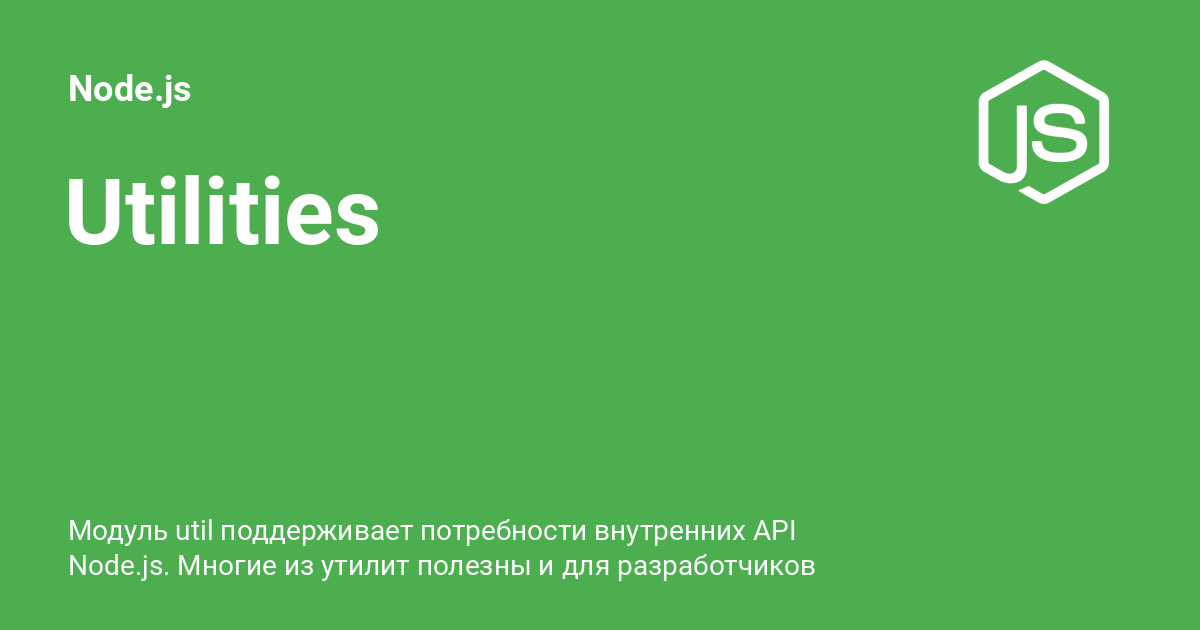 Node.js
JS
Utilities
Модуль util поддерживает потребности внутренних API
Node.js. Многие из утилит полезны и для разработчиков